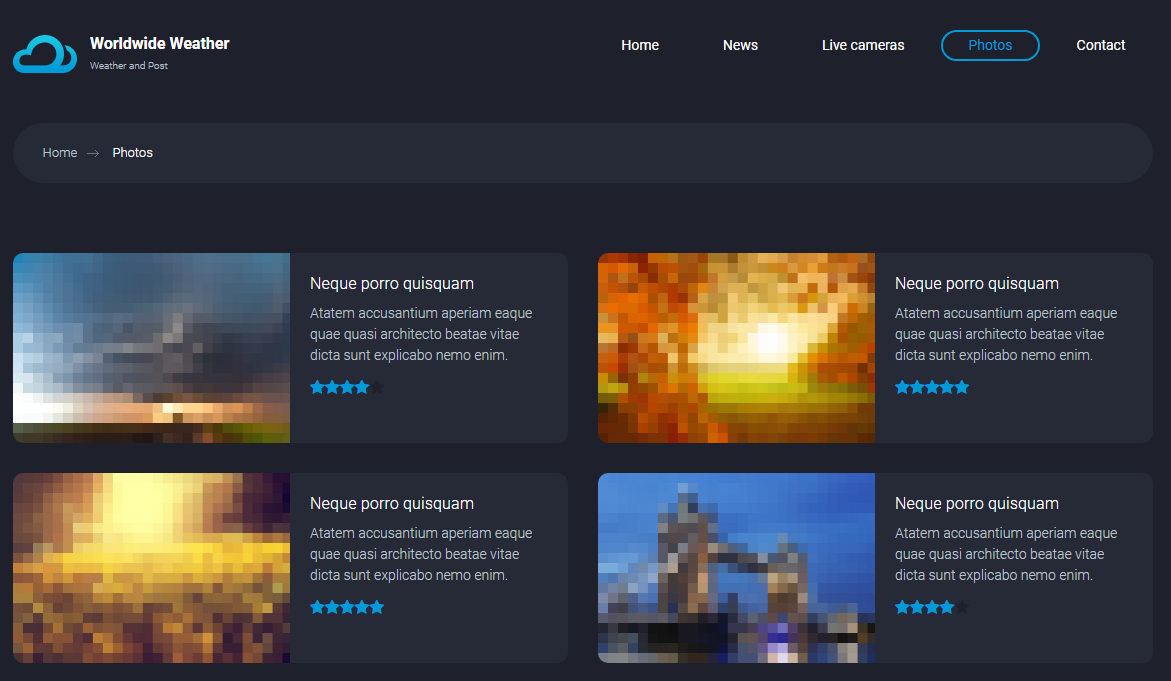 Worldwide Weather
Weather and Post
Home News Live cameras Photos Contact
Home → Photos
Neque porro quisquam
Atatem accusantium aperiam eaque
quae quasi architecto beatae vitae
dicta sunt explicabo nemo enim.
Neque porro quisquam
Atatem accusantium aperiam eaque
quae quasi architecto beatae vitae
dicta sunt explicabo nemo enim.
Neque porro quisquam
Atatem accusantium aperiam eaque
quae quasi architecto beatae vitae
dicta sunt explicabo nemo enim.
Neque porro quisquam
Atatem accusantium aperiam eaque
quae quasi architecto beatae vitae
dicta sunt explicabo nemo enim.